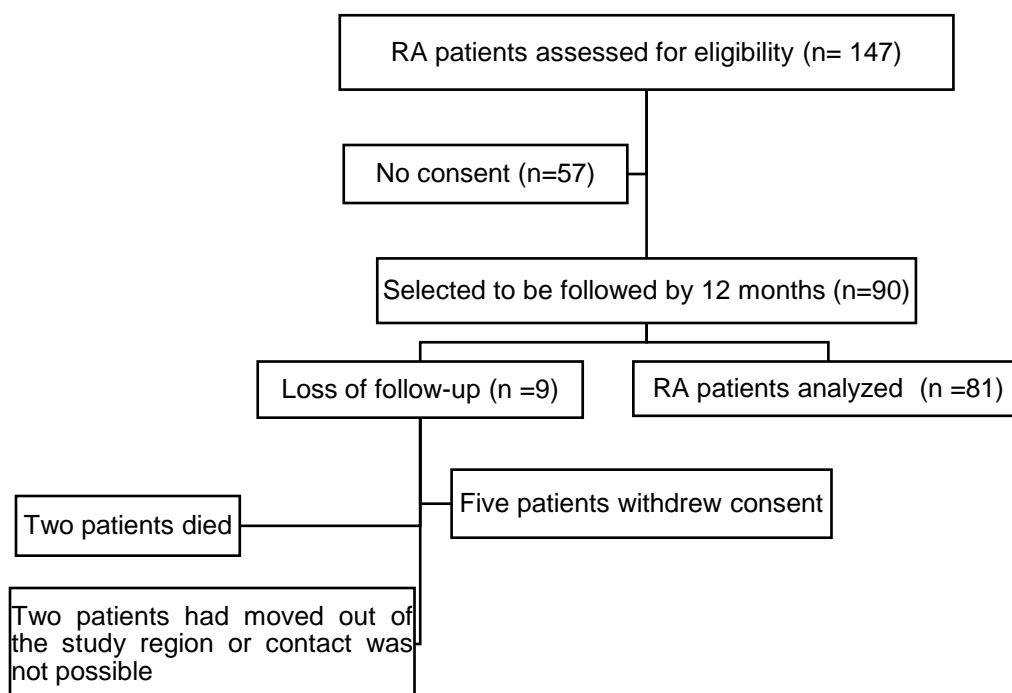 RA patients assessed for eligibility (n= 147)
No consent (n=57)
Selected to be followed by 12 months (n=90)
Loss of follow-up (n =9)
RA patients analyzed  (n =81)
Five patients withdrew consent
Two patients died
Two patients had moved out of
the study region or contact was
not possible